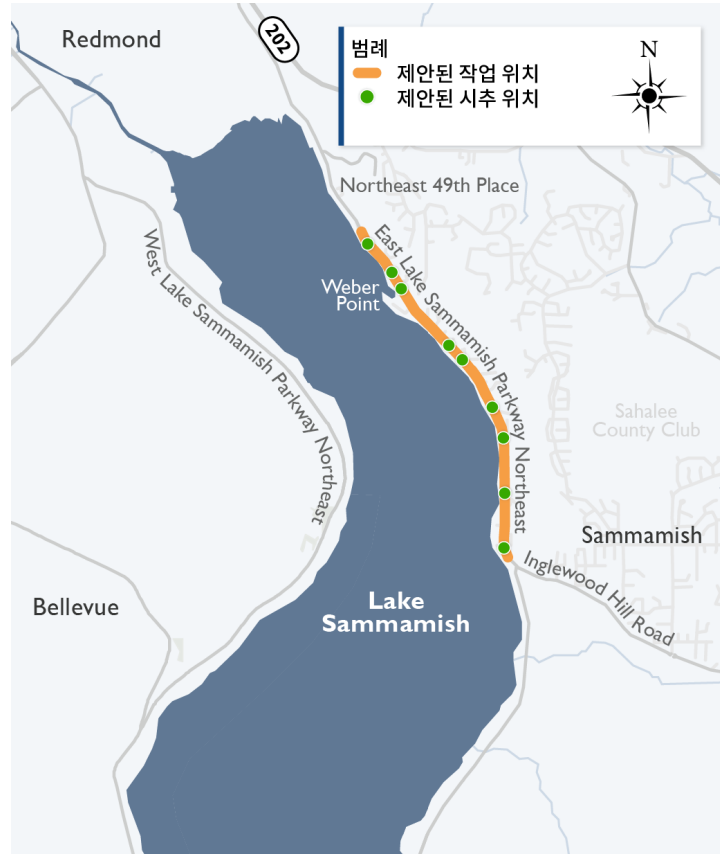 Redmond
202
범례
제안된 작업 위치
제안된 시추 위치
N
Northeast 49th Place
East Lake Sammamish Parkway Northeast
West Lake Sammamish Parkway Northeast
Weber
Point
Sahalee
County Club
Sammamish
Inglewood Hill Road
Bellevue
Lake
Sammamish